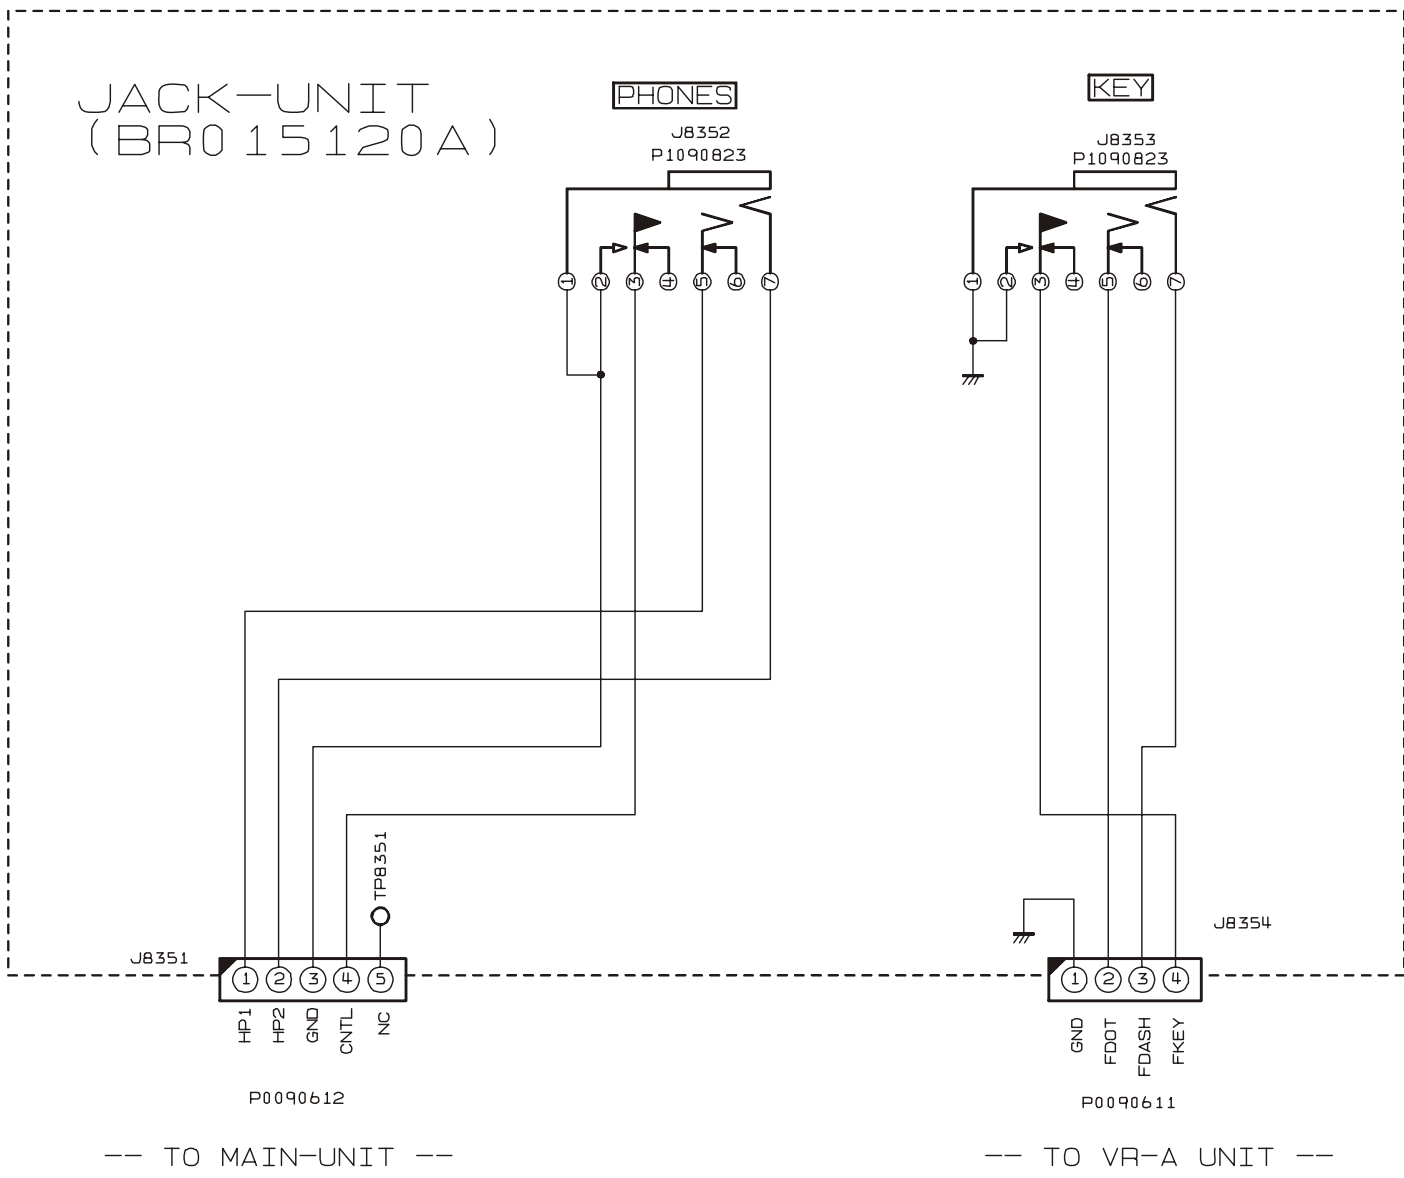 JACK-UNIT
(BR015120A)
PHONES
J8352
P1090823
1 2 3 4 5 6 7
KEY
J8353
P1090823
1 2 3 4 5 6 7
TP8351
J8351
1 2 3 4 5
HP1
HP2
GND
CNTL
NC
P0090612
-- TO MAIN-UNIT --
J8354
1 2 3 4
GND
FDOT
FDASH
FKEY
P0090611
-- TO VR-A UNIT --